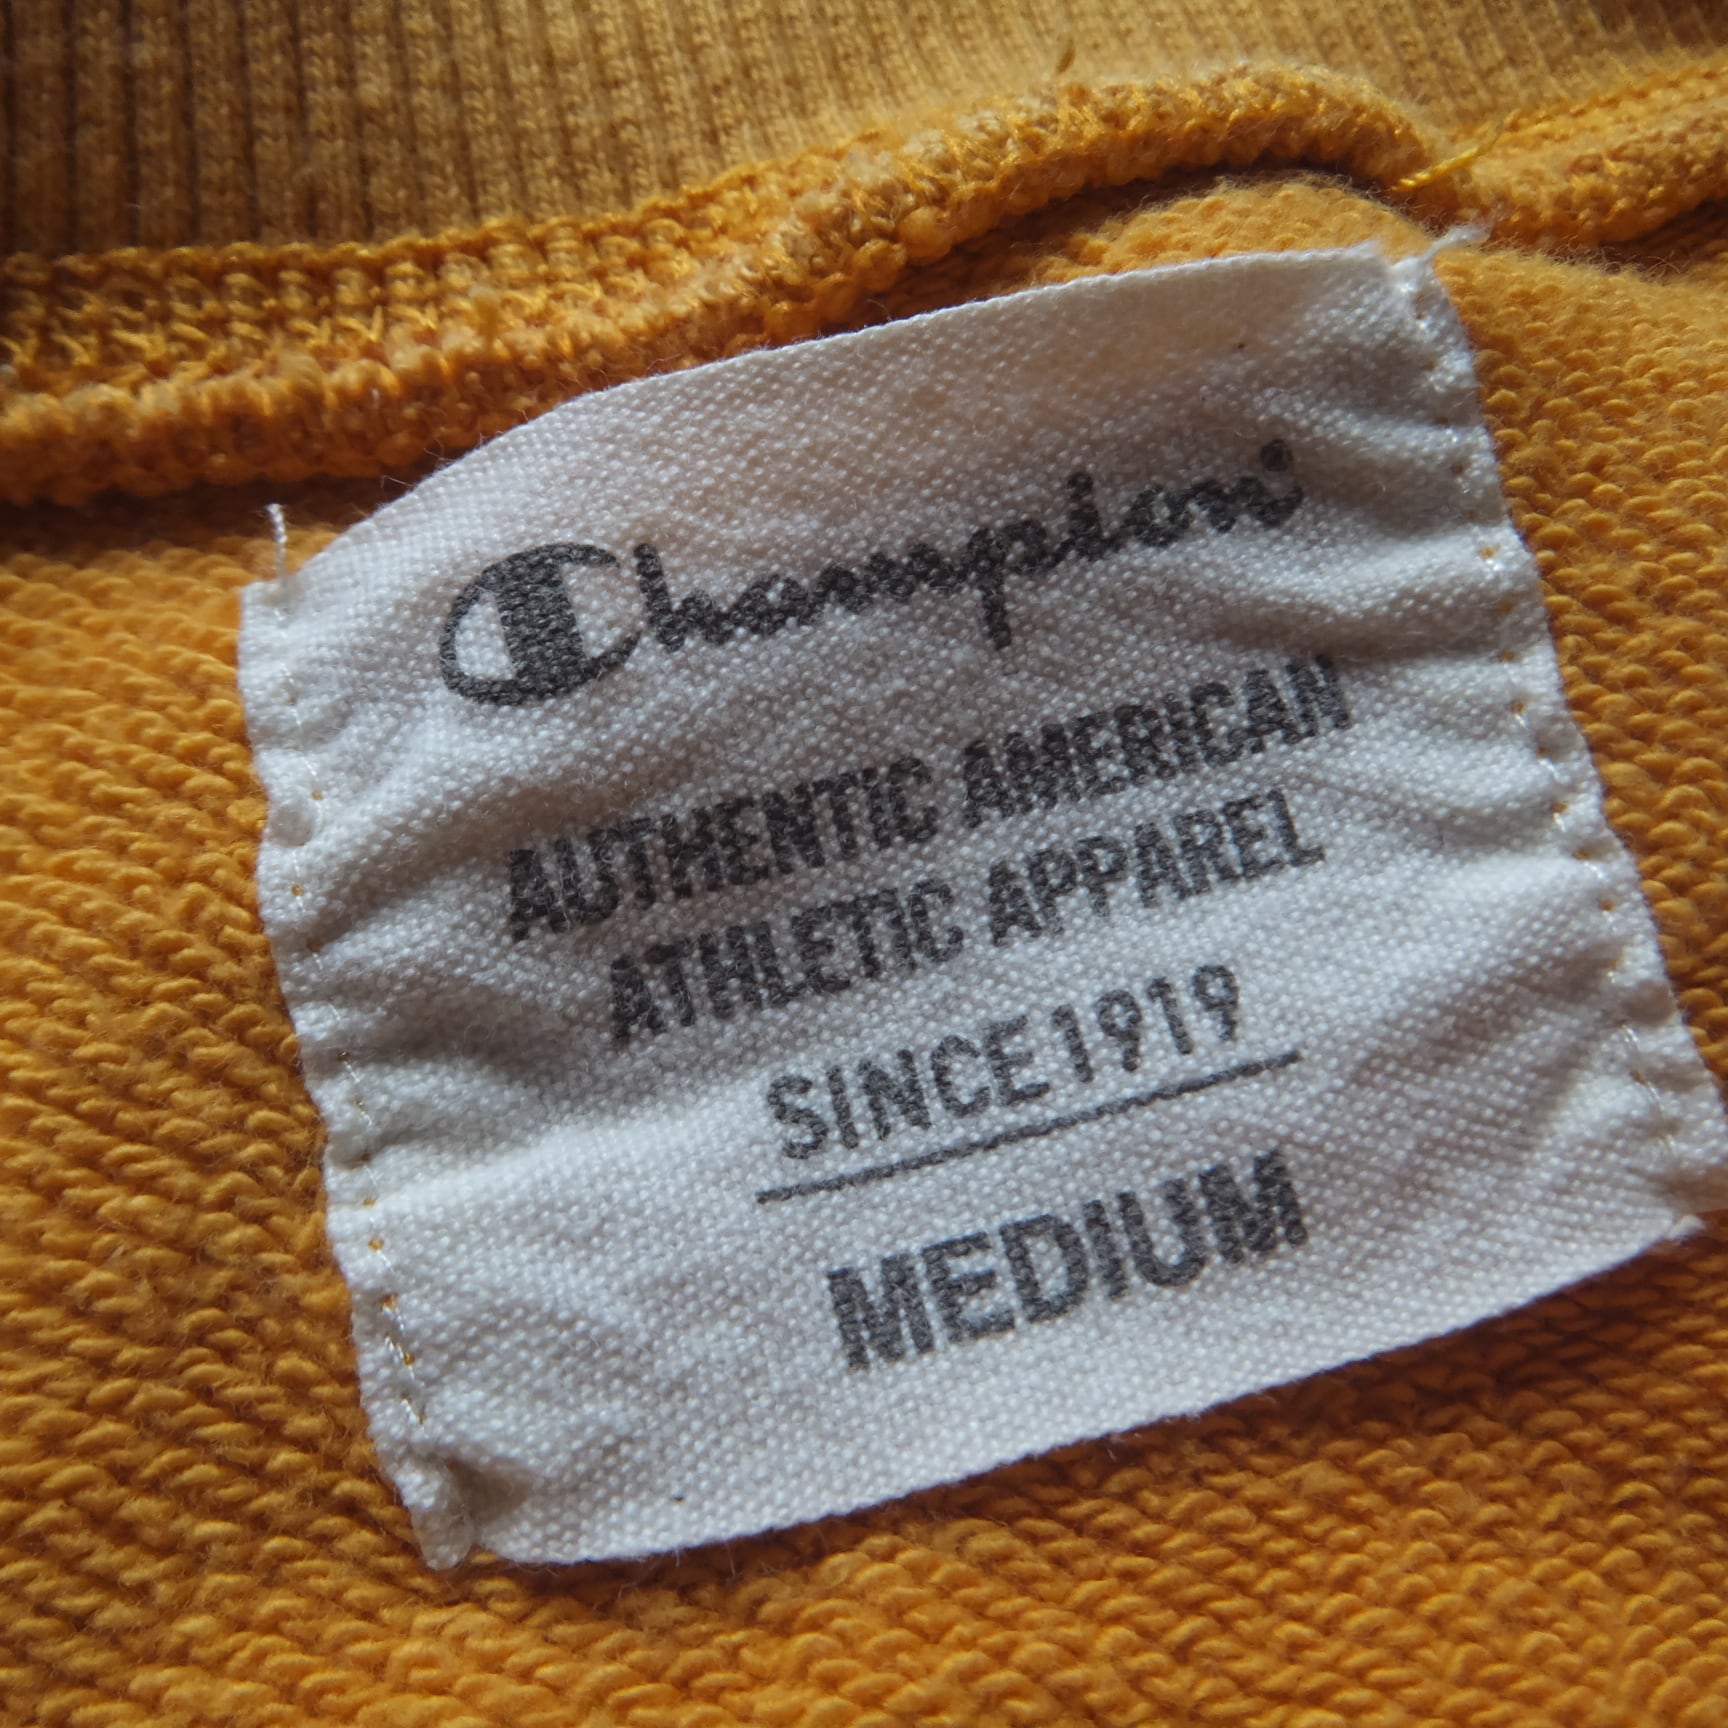 Champion
AUTHENTIC AMERICAN
ATHLETIC APPAREL
SINCE 1919
MEDIUM